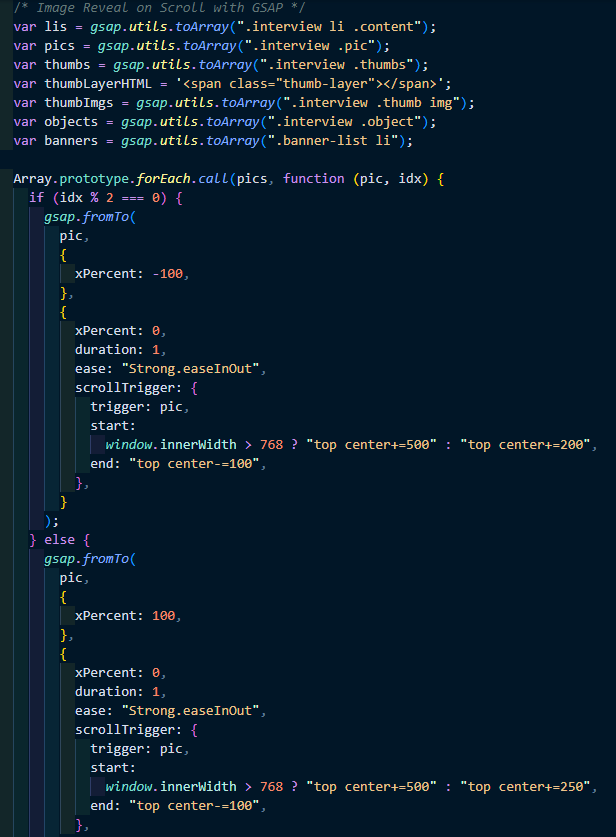 /* Image Reveal on Scroll with GSAP */
var lis = gsap.utils.toArray(".interview li .content");
var pics = gsap.utils.toArray(".interview .pic");
var thumbs = gsap.utils.toArray(".interview .thumbs");
var thumbLayerHTML = '<span class="thumb-layer"></span>';
var thumbImgs = gsap.utils.toArray(".interview .thumb img");
var objects = gsap.utils.toArray(".interview .object");
var banners = gsap.utils.toArray(".banner-list li");
Array.prototype.forEach.call(pics, function (pic, idx) {
if (idx % 2 === 0) {
gsap.fromTo(
pic,
{
xPercent: -100,
},
{
xPercent: 0,
duration: 1,
ease: "Strong.easeInOut",
scrollTrigger: {
trigger: pic,
start:
window.innerWidth > 768 ? "top center+=500" : "top center+=200",
end: "top center-=100",
},
}
);
} else {
gsap.fromTo(
pic,
{
xPercent: 100,
},
{
xPercent: 0,
duration: 1,
ease: "Strong.easeInOut",
scrollTrigger: {
trigger: pic,
start:
window.innerWidth > 768 ? "top center+=500" : "top center+=250",
end: "top center-=100",
},